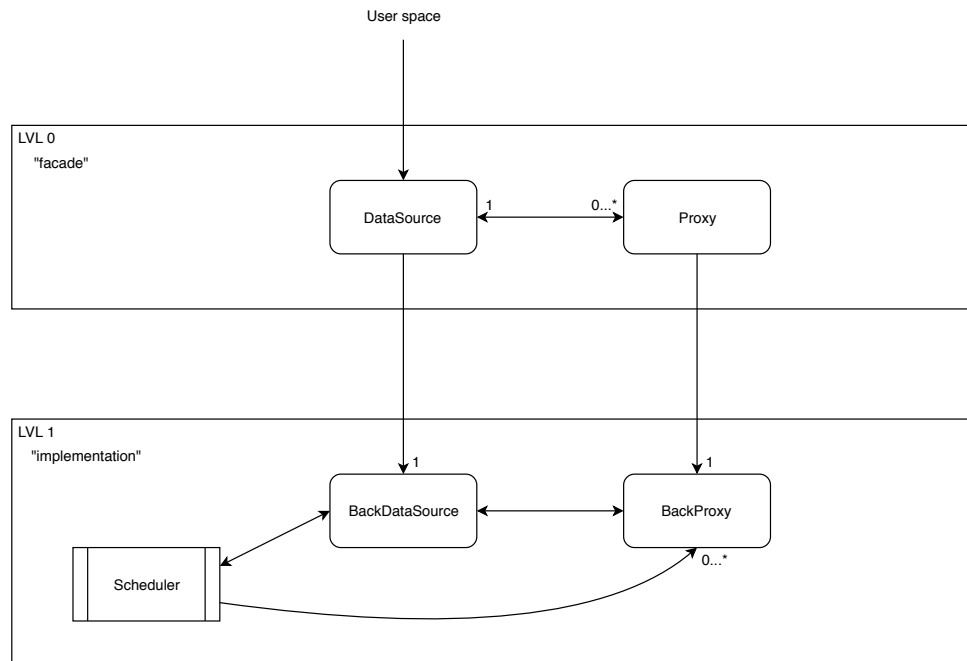 User space
LVL 0
"facade"
1
0...*
DataSource
Proxy
LVL 1
"implementation"
1
1
BackDataSource
BackProxy
0...*
Scheduler